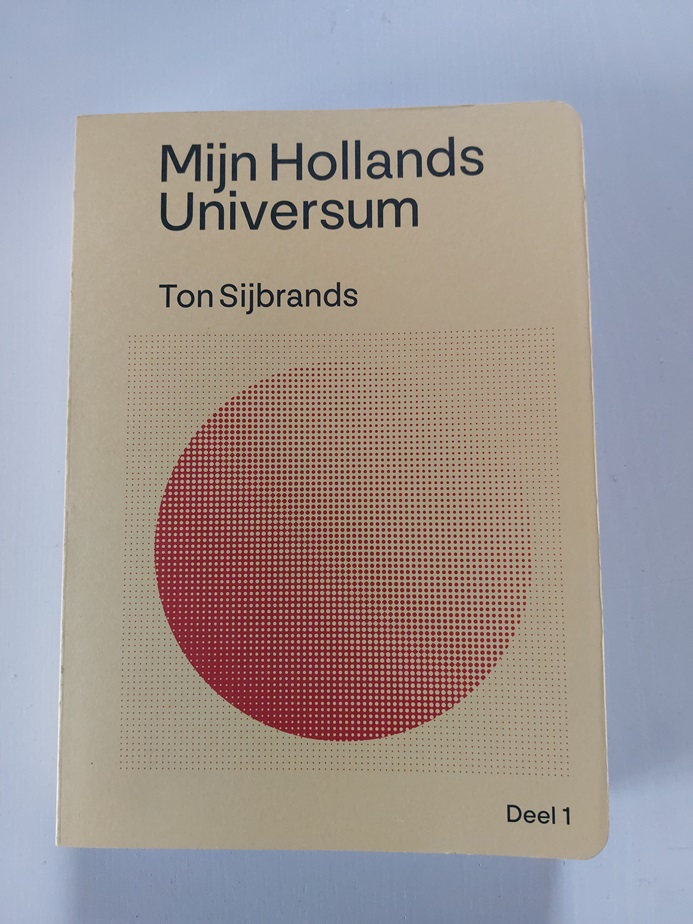 Mijn Hollands
Universum
Ton Sijbrands
Deel 1